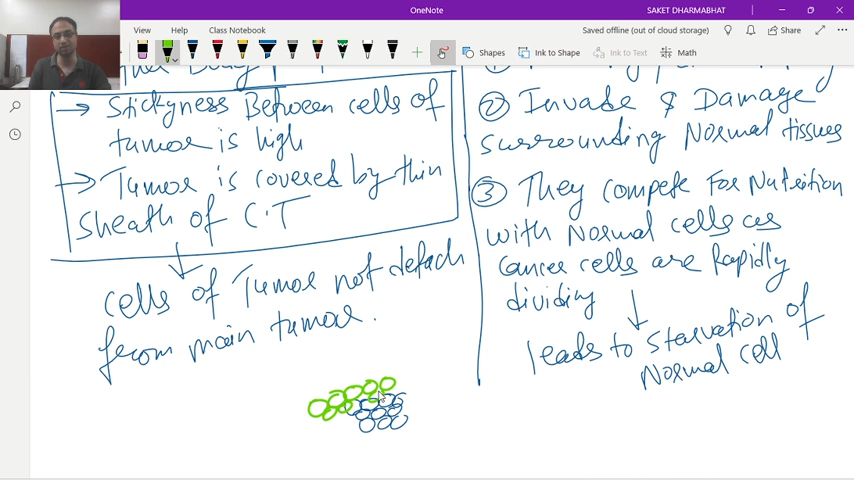 OneNote
SAKET DHARMABHAT
View Help Class Notebook
Saved offline (out of cloud storage)
Share
Shapes
Ink to Shape
Ink to Text
Math
→ Stickyness Between cells of
tumor is high
→ Tumor is covered by thin
sheath of C.T
cells of Tumor not detach
from main tumor.
② Invade & Damage
surrounding Normal tissues
③ They compete For Nutrition
with Normal cells as
cancer cells are Rapidly
dividing
leads to starvation of
Normal cell